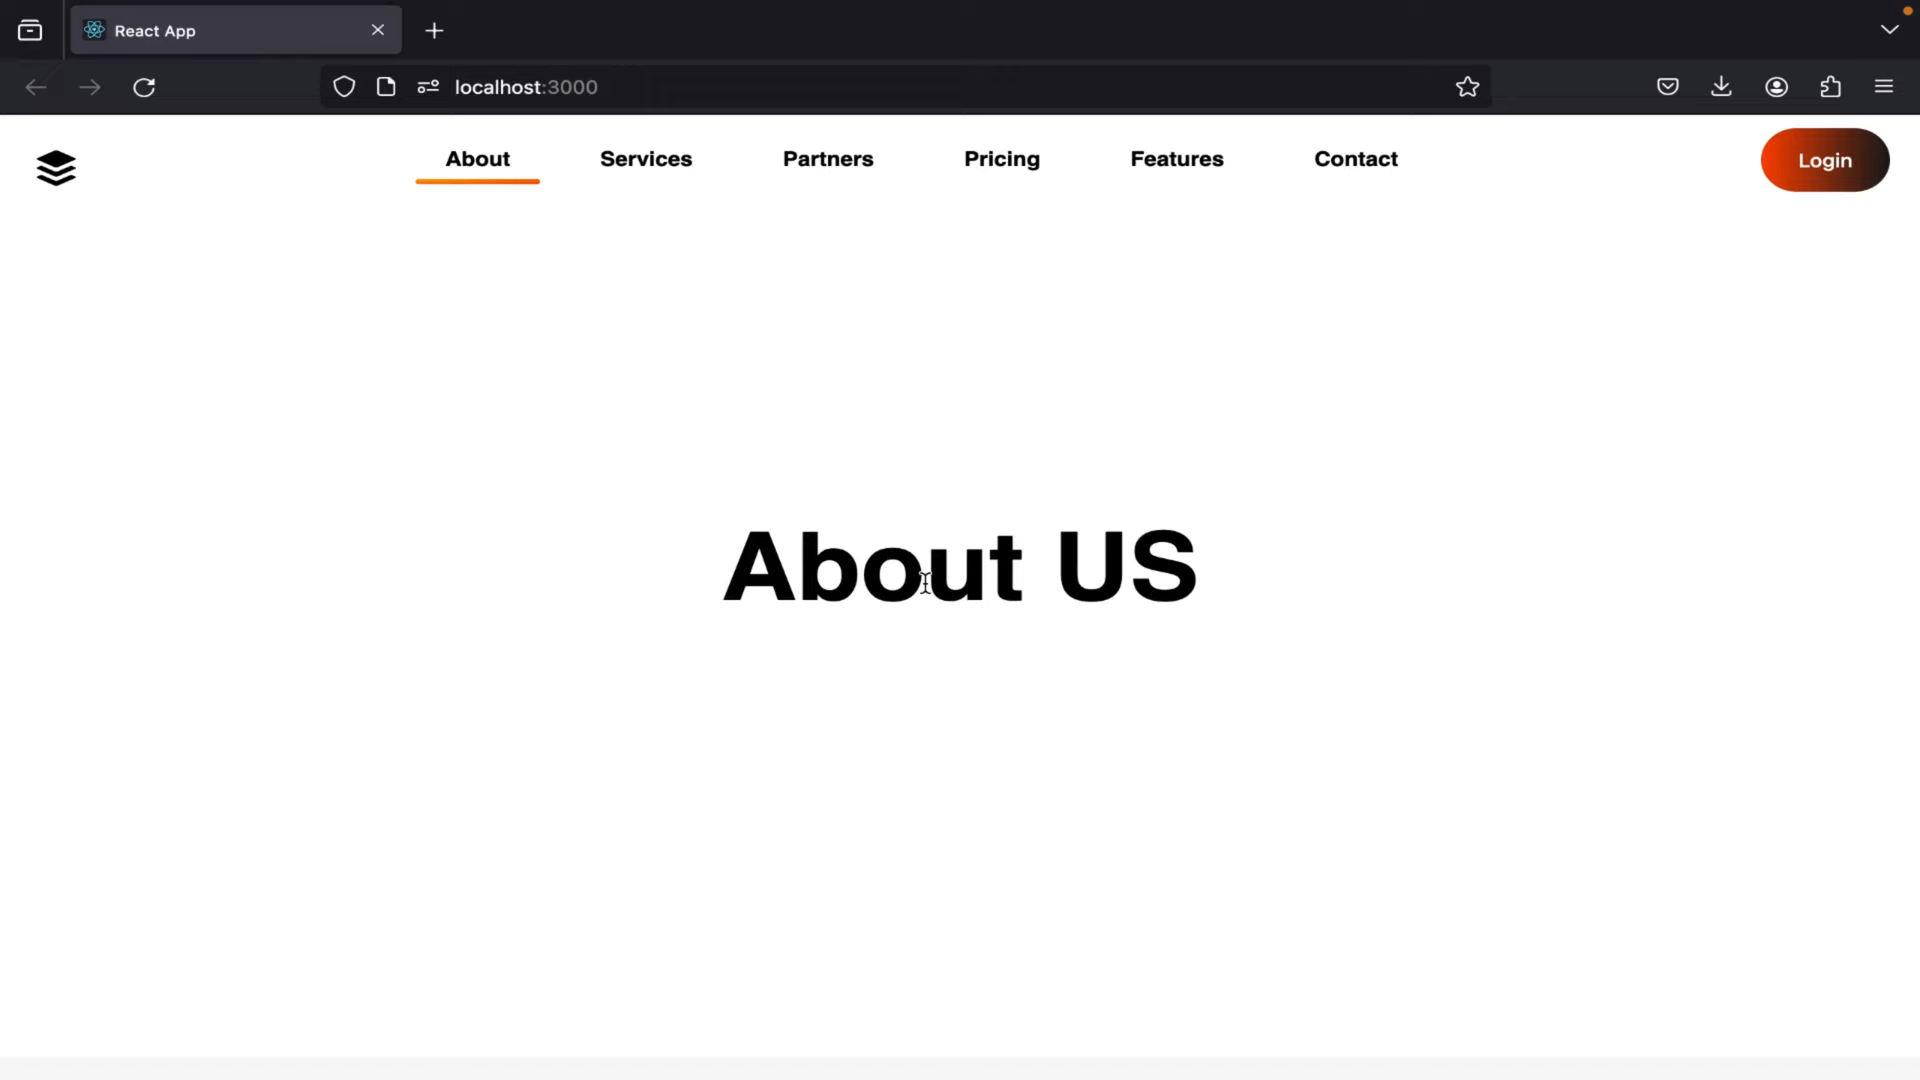 React App
localhost:3000
About Services Partners Pricing Features Contact Login
About US